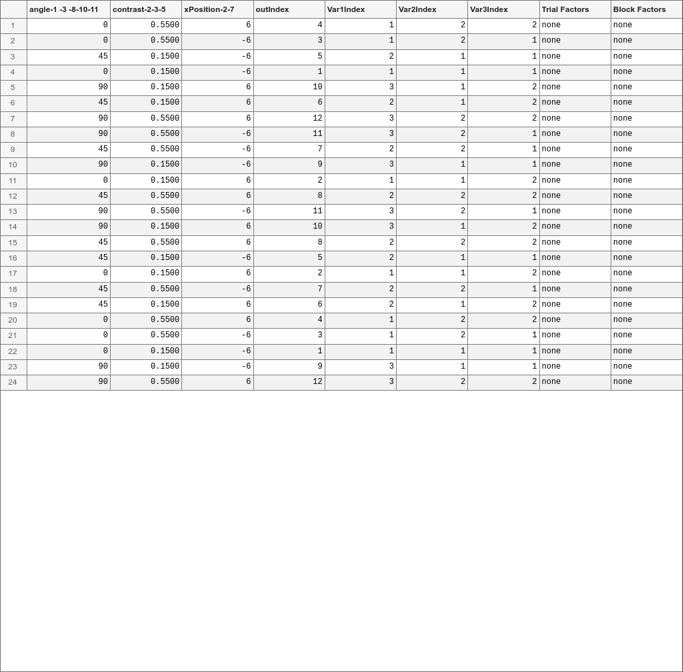 angle-1 -3 -8-10-11 contrast-2-3-5 xPosition-2-7 outIndex Var1Index Var2Index Var3Index Trial Factors Block Factors
1 0 0.5500 6 4 1 2 2 none none
2 0 0.5500 -6 3 1 2 1 none none
3 45 0.1500 -6 5 2 1 1 none none
4 0 0.1500 -6 1 1 1 1 none none
5 90 0.1500 6 10 3 1 2 none none
6 45 0.1500 6 6 2 1 2 none none
7 90 0.5500 6 12 3 2 2 none none
8 90 0.5500 -6 11 3 2 1 none none
9 45 0.5500 -6 7 2 2 1 none none
10 90 0.1500 -6 9 3 1 1 none none
11 0 0.1500 6 2 1 1 2 none none
12 45 0.5500 6 8 2 2 2 none none
13 90 0.5500 -6 11 3 2 1 none none
14 90 0.1500 6 10 3 1 2 none none
15 45 0.5500 6 8 2 2 2 none none
16 45 0.1500 -6 5 2 1 1 none none
17 0 0.1500 6 2 1 1 2 none none
18 45 0.5500 -6 7 2 2 1 none none
19 45 0.1500 6 6 2 1 2 none none
20 0 0.5500 6 4 1 2 2 none none
21 0 0.5500 -6 3 1 2 1 none none
22 0 0.1500 -6 1 1 1 1 none none
23 90 0.1500 -6 9 3 1 1 none none
24 90 0.5500 6 12 3 2 2 none none